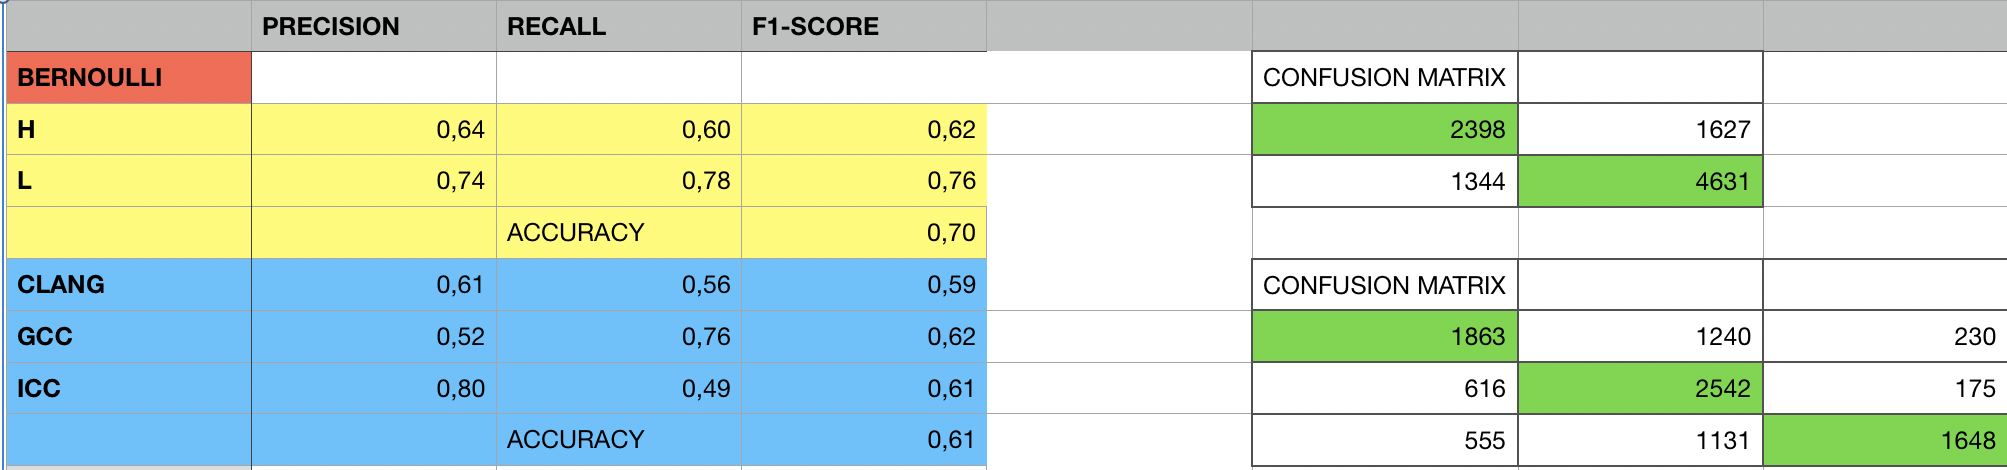 PRECISION RECALL F1-SCORE
BERNOULLI CONFUSION MATRIX
H 0,64 0,60 0,62 2398 1627
L 0,74 0,78 0,76 1344 4631
ACCURACY 0,70
CLANG 0,61 0,56 0,59 CONFUSION MATRIX
GCC 0,52 0,76 0,62 1863 1240 230
ICC 0,80 0,49 0,61 616 2542 175
ACCURACY 0,61 555 1131 1648